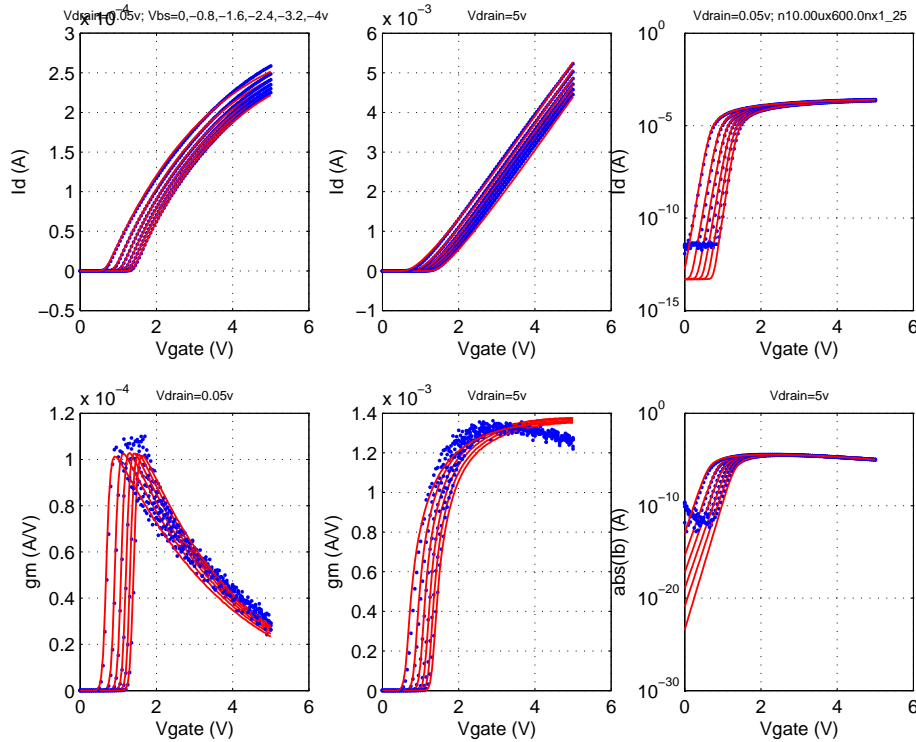 x 10−4
Vdrain=0.05v; Vbs=0,−0.8,−1.6,−2.4,−3.2,−4v
3
2.5
2
1.5
1
0.5
0
−0.5
Id (A)
0 2 4 6
Vgate (V)
x 10−3
Vdrain=5v
6
5
4
3
2
1
0
−1
Id (A)
0 2 4 6
Vgate (V)
Vdrain=0.05v; n10.00ux600.0nx1_25
10^0
10^−5
10^−10
10^−15
Id (A)
0 2 4 6
Vgate (V)
x 10−4
Vdrain=0.05v
1.2
1
0.8
0.6
0.4
0.2
0
gm (A/V)
0 2 4 6
Vgate (V)
x 10−3
Vdrain=5v
1.4
1.2
1
0.8
0.6
0.4
0.2
0
gm (A/V)
0 2 4 6
Vgate (V)
Vdrain=5v
10^0
10^−10
10^−20
10^−30
abs(Ib) (A)
0 2 4 6
Vgate (V)